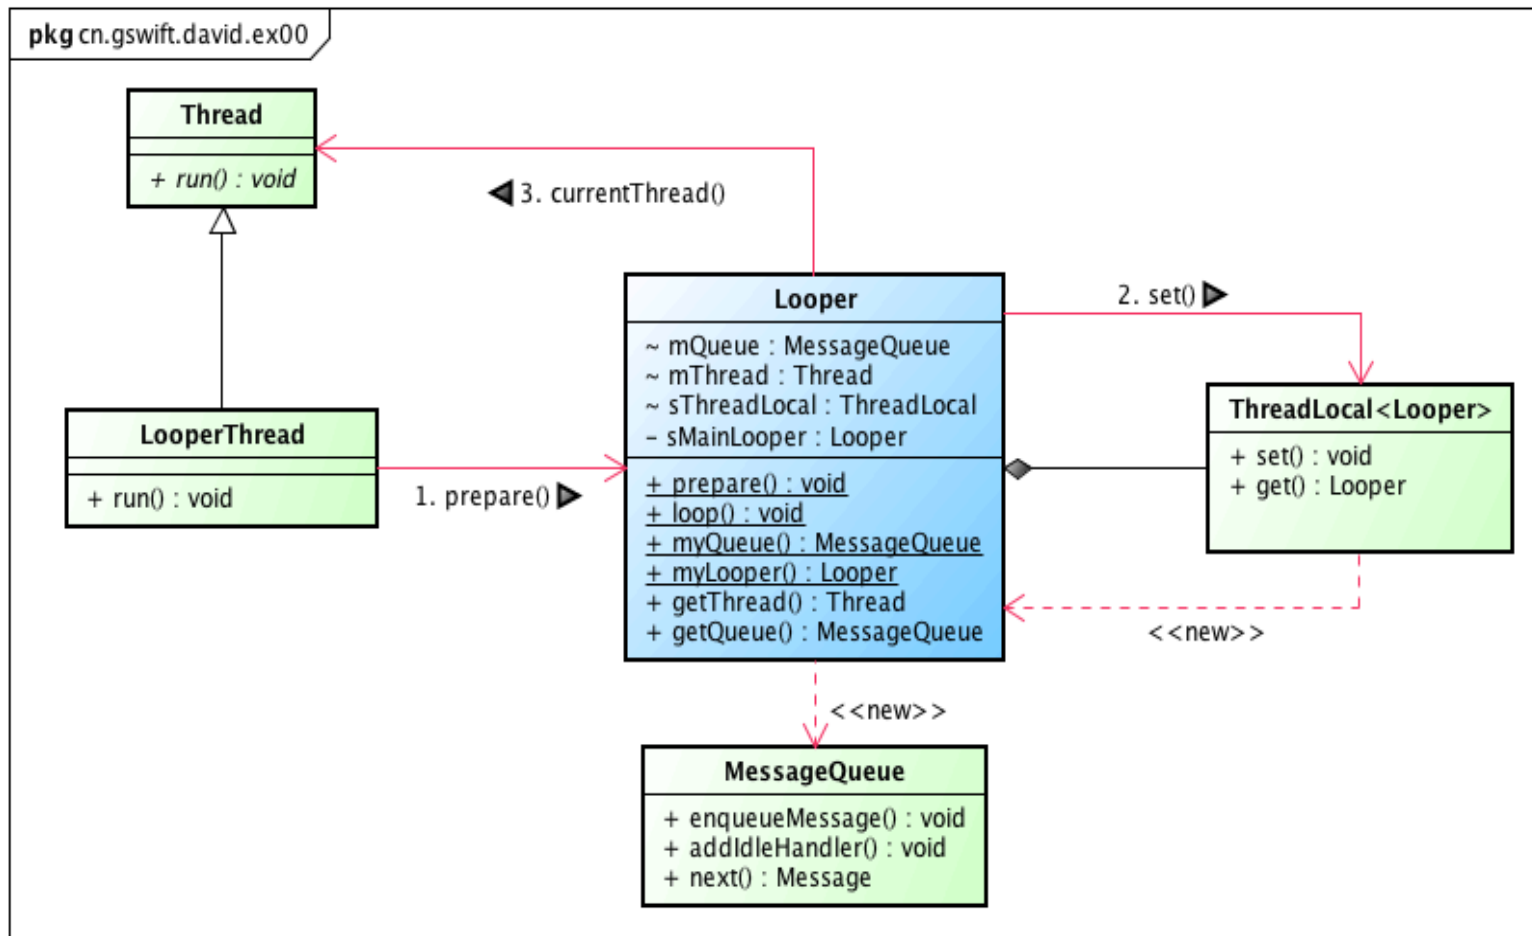 pkg cn.gswift.david.ex00
Thread
+ run() : void
3. currentThread()
Looper
~ mQueue : MessageQueue
~ mThread : Thread
~ sThreadLocal : ThreadLocal
- sMainLooper : Looper
+ prepare() : void
+ loop() : void
+ myQueue() : MessageQueue
+ myLooper() : Looper
+ getThread() : Thread
+ getQueue() : MessageQueue
2. set()
ThreadLocal<Looper>
+ set() : void
+ get() : Looper
LooperThread
+ run() : void
1. prepare()
<<new>>
<<new>>
MessageQueue
+ enqueueMessage() : void
+ addIdleHandler() : void
+ next() : Message